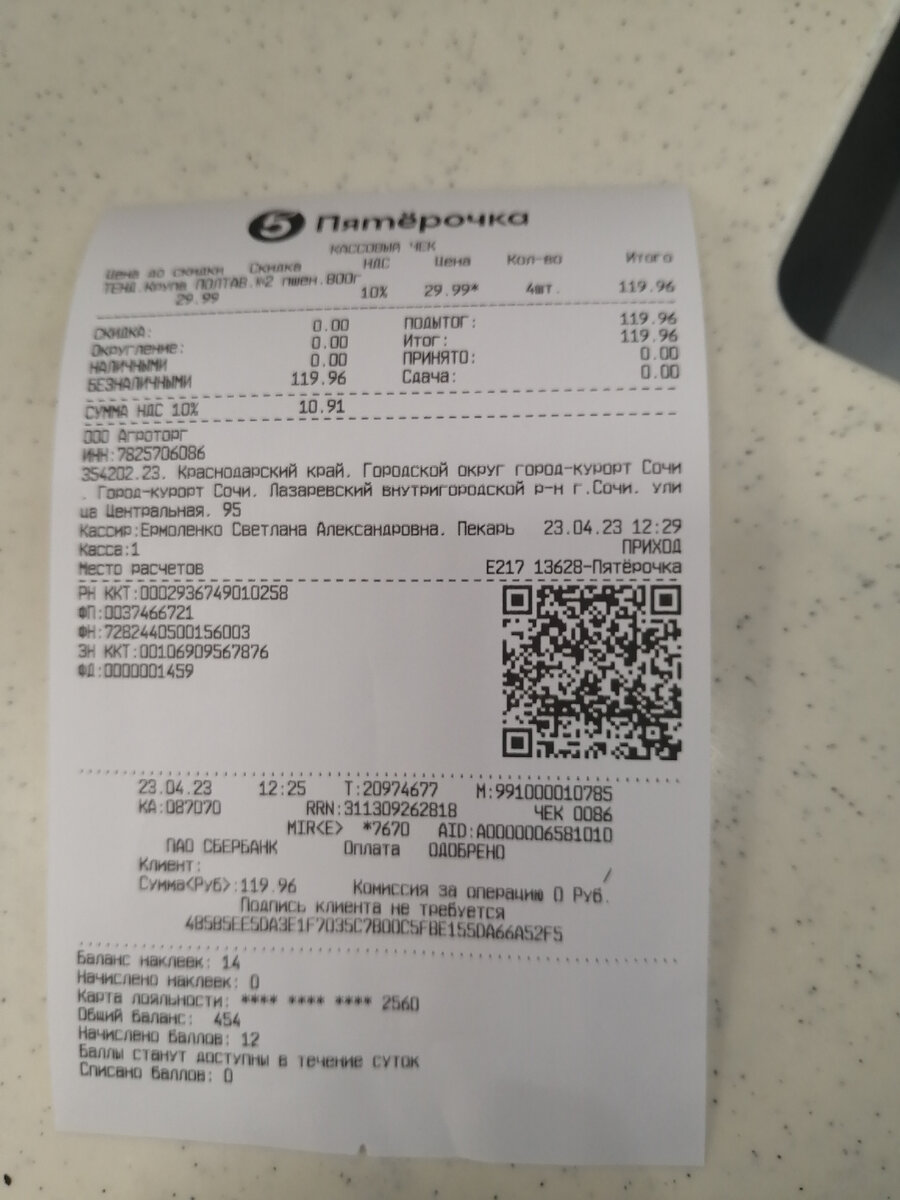 5 Пятёрочка
КАССОВЫЙ ЧЕК
Цена до скидки Скидка НДС Цена Кол-во Итого
ТЕНД.Крупа ПОЛТАВ.№2 пшен.800г
29.99 10% 29.99* 4шт. 119.96
СКИДКА: 0.00 ПОДЫТОГ: 119.96
Округление: 0.00 Итог: 119.96
НАЛИЧНЫМИ 0.00 ПРИНЯТО: 0.00
БЕЗНАЛИЧНЫМИ 119.96 Сдача: 0.00
СУММА НДС 10% 10.91
ООО Агроторг
ИНН:7825706086
354202.23. Краснодарский край. Городской округ город-курорт Сочи
. Город-курорт Сочи. Лазаревский внутригородской р-н г.Сочи. ули
ца Центральная. 95
Кассир:Ермоленко Светлана Александровна. Пекарь 23.04.23 12:29
Касса:1 ПРИХОД
Место расчетов Е217 13628-Пятёрочка
РН ККТ:0002936749010258
ФП:0037466721
ФН:7282440500156003
ЗН ККТ:00106909567876
ФД:0000001459
23.04.23 12:25 Т:20974677 М:991000010785
КА:087070 RRN:311309262818 ЧЕК 0086
MIR<E> *7670 AID:A0000006581010
ПАО СБЕРБАНК Оплата ОДОБРЕНО
Клиент: /
Сумма<Руб>:119.96 Комиссия за операцию 0 Руб.
Подпись клиента не требуется
4B5B5EE5DA3E1F7035C7B00C5FBE155DA66A52F5
Баланс наклеек: 14
Начислено наклеек: 0
Карта лояльности: **** **** **** 2560
Общий баланс: 454
Начислено баллов: 12
Баллы станут доступны в течение суток
Списано баллов: 0